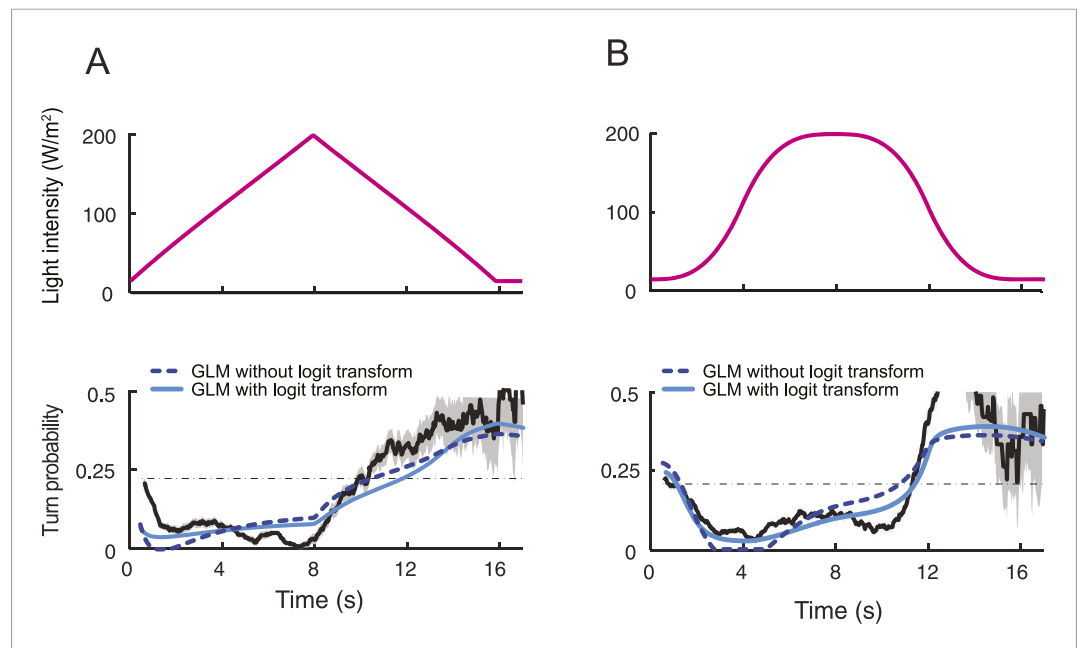 A
B
Light intensity (W/m²)
200
100
0
200
100
0
GLM without logit transform
GLM with logit transform
Turn probability
0.5
0.25
0
0 4 8 12 16
Time (s)
GLM without logit transform
GLM with logit transform
0.5
0.25
0
0 4 8 12 16
Time (s)